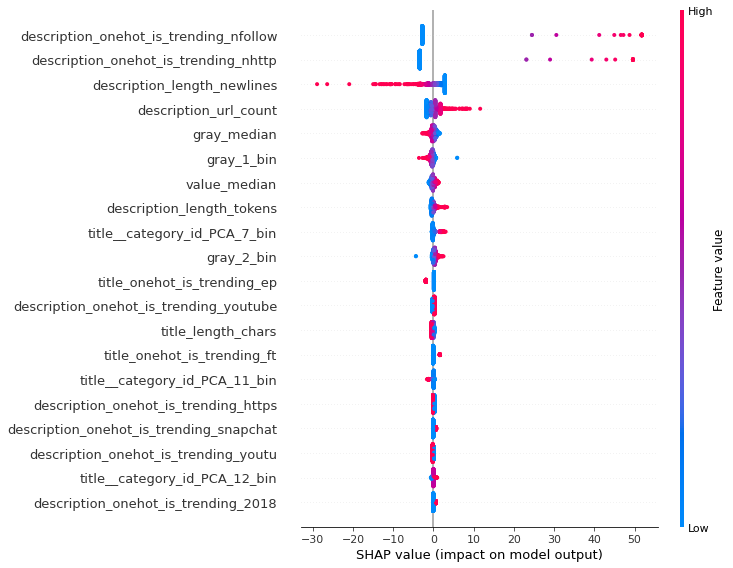 High
description_onehot_is_trending_nfollow
description_onehot_is_trending_nhttp
description_length_newlines
description_url_count
gray_median
gray_1_bin
value_median
description_length_tokens
title__category_id_PCA_7_bin
gray_2_bin
title_onehot_is_trending_ep
description_onehot_is_trending_youtube
title_length_chars
title_onehot_is_trending_ft
title__category_id_PCA_11_bin
description_onehot_is_trending_https
description_onehot_is_trending_snapchat
description_onehot_is_trending_youtu
title__category_id_PCA_12_bin
description_onehot_is_trending_2018
Feature value
Low
−30 −20 −10 0 10 20 30 40 50
SHAP value (impact on model output)